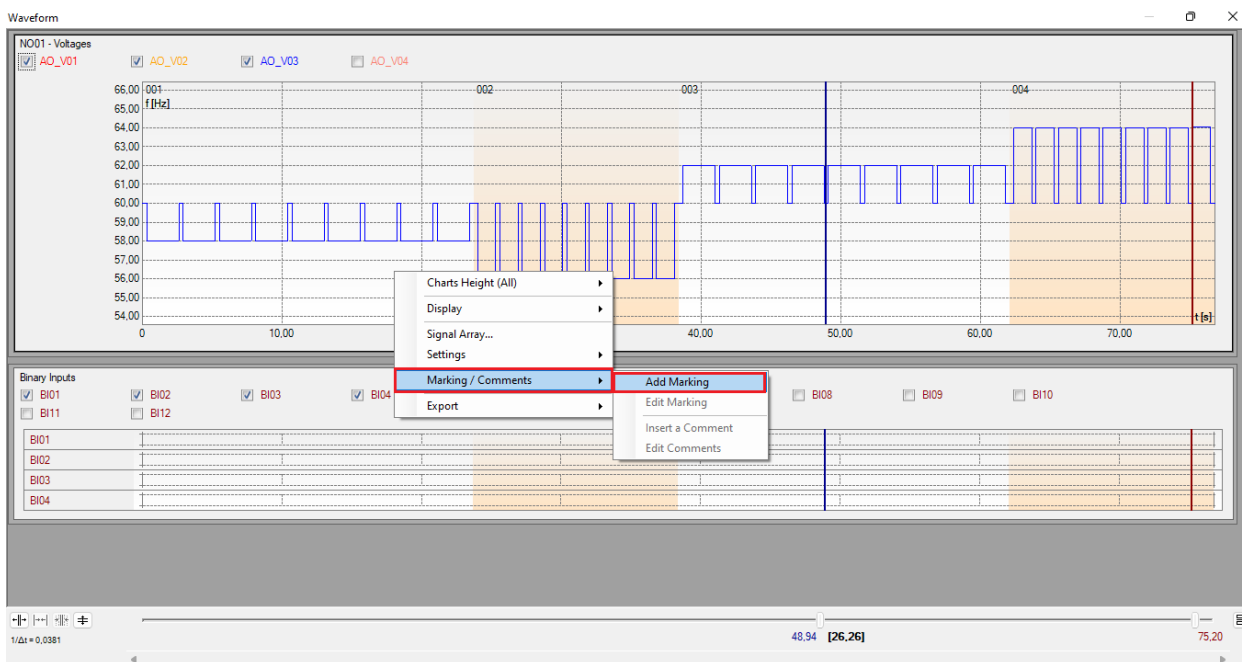 Waveform
NO01 - Voltages
AO_V01 AO_V02 AO_V03 AO_V04
66,00 001 002 003 004
65,00 f [Hz]
64,00
63,00
62,00
61,00
60,00
59,00
58,00
57,00
56,00
55,00
54,00 t [s]
0 10,00 40,00 50,00 60,00 70,00
Charts Height (All)
Display
Signal Array...
Settings
Marking / Comments
Export
Add Marking
Edit Marking
Insert a Comment
Edit Comments
Binary Inputs
BI01 BI02 BI03 BI04 BI08 BI09 BI10
BI11 BI12
BI01
BI02
BI03
BI04
1/Δt = 0,0381 48,94 [26,26] 75,20